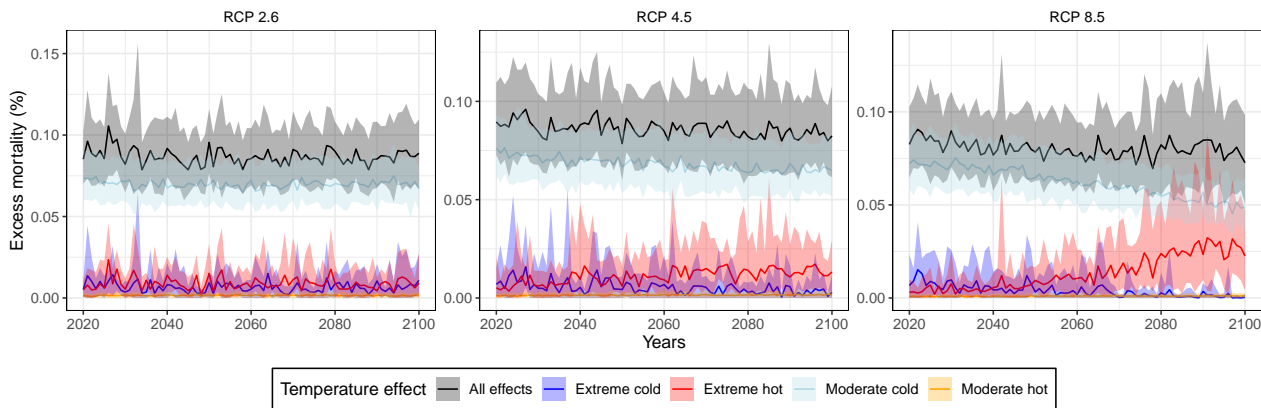 RCP 2.6 RCP 4.5 RCP 8.5
Excess mortality (%)
0.15
0.10
0.05
0.00
0.10
0.05
0.00
0.10
0.05
0.00
2020 2040 2060 2080 2100 2020 2040 2060 2080 2100 2020 2040 2060 2080 2100
Years
Temperature effect All effects Extreme cold Extreme hot Moderate cold Moderate hot